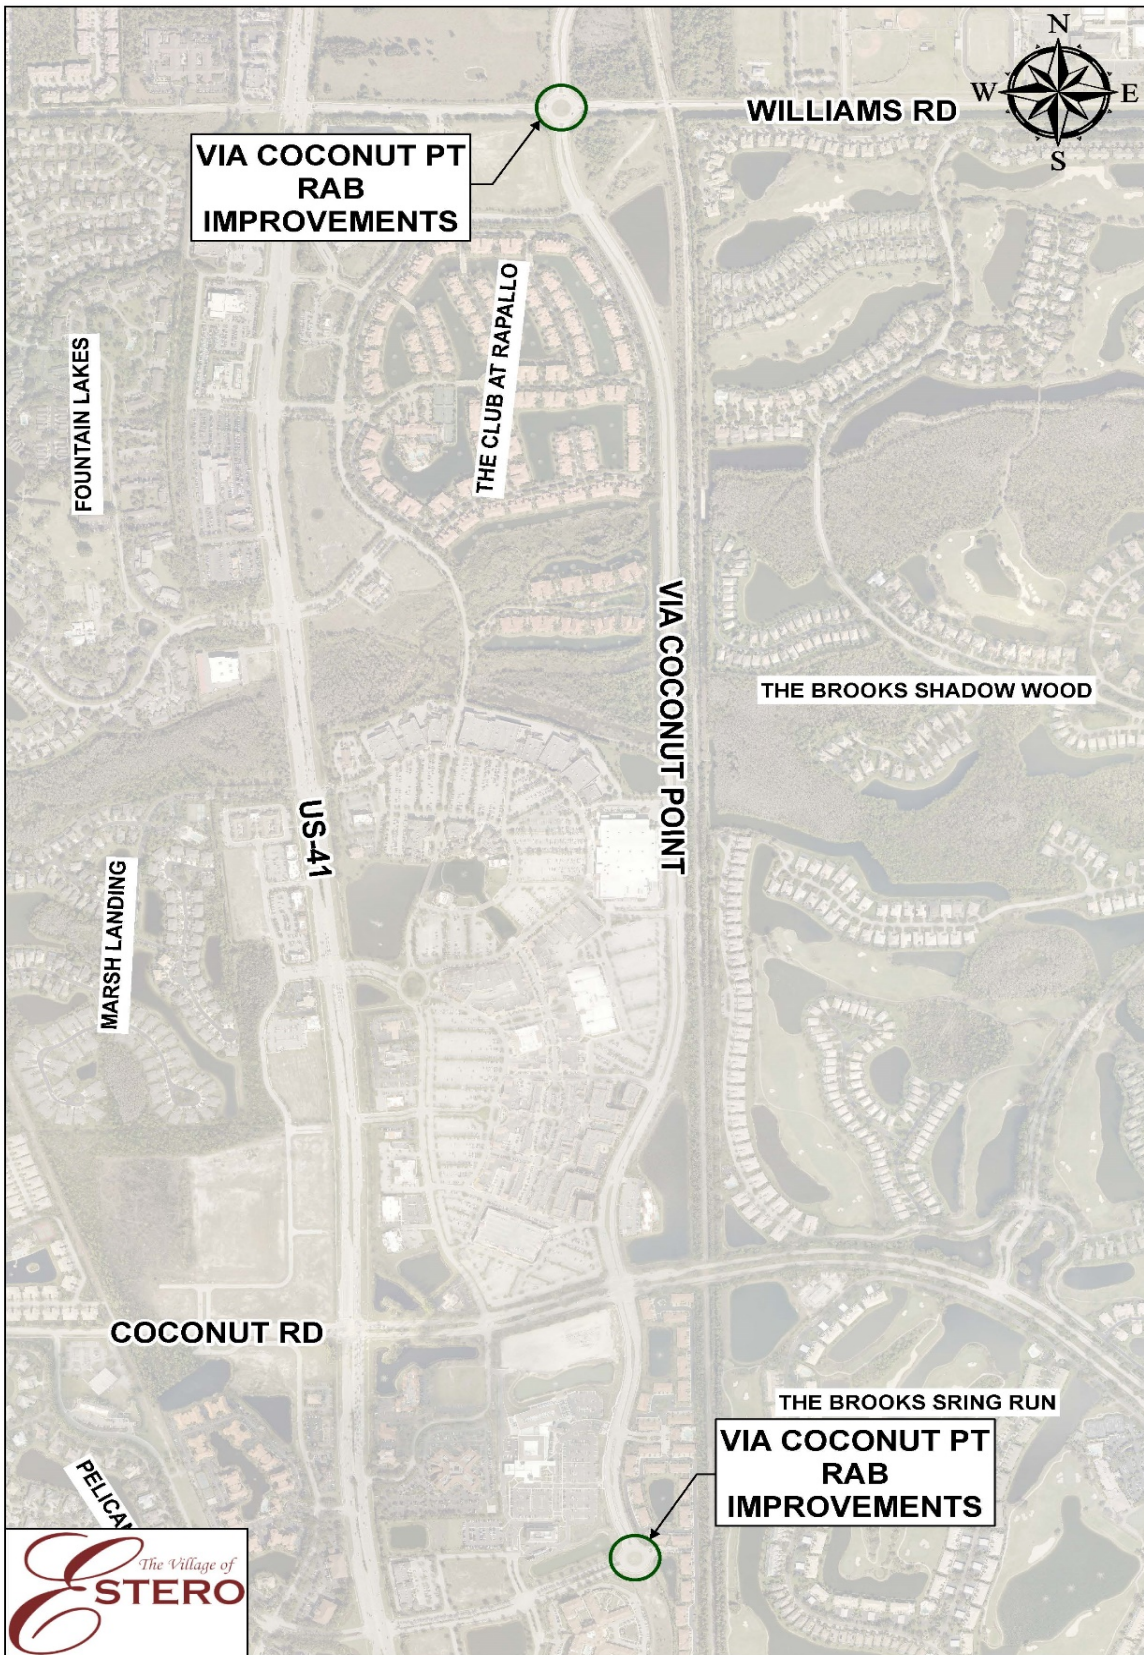 N
W
E
S
WILLIAMS RD
VIA COCONUT PT
RAB
IMPROVEMENTS
THE CLUB AT RAPALLO
FOUNTAIN LAKES
VIA COCONUT POINT
THE BROOKS SHADOW WOOD
US-41
MARSH LANDING
COCONUT RD
THE BROOKS SRING RUN
VIA COCONUT PT
RAB
IMPROVEMENTS
PELICAN
The Village of
ESTERO